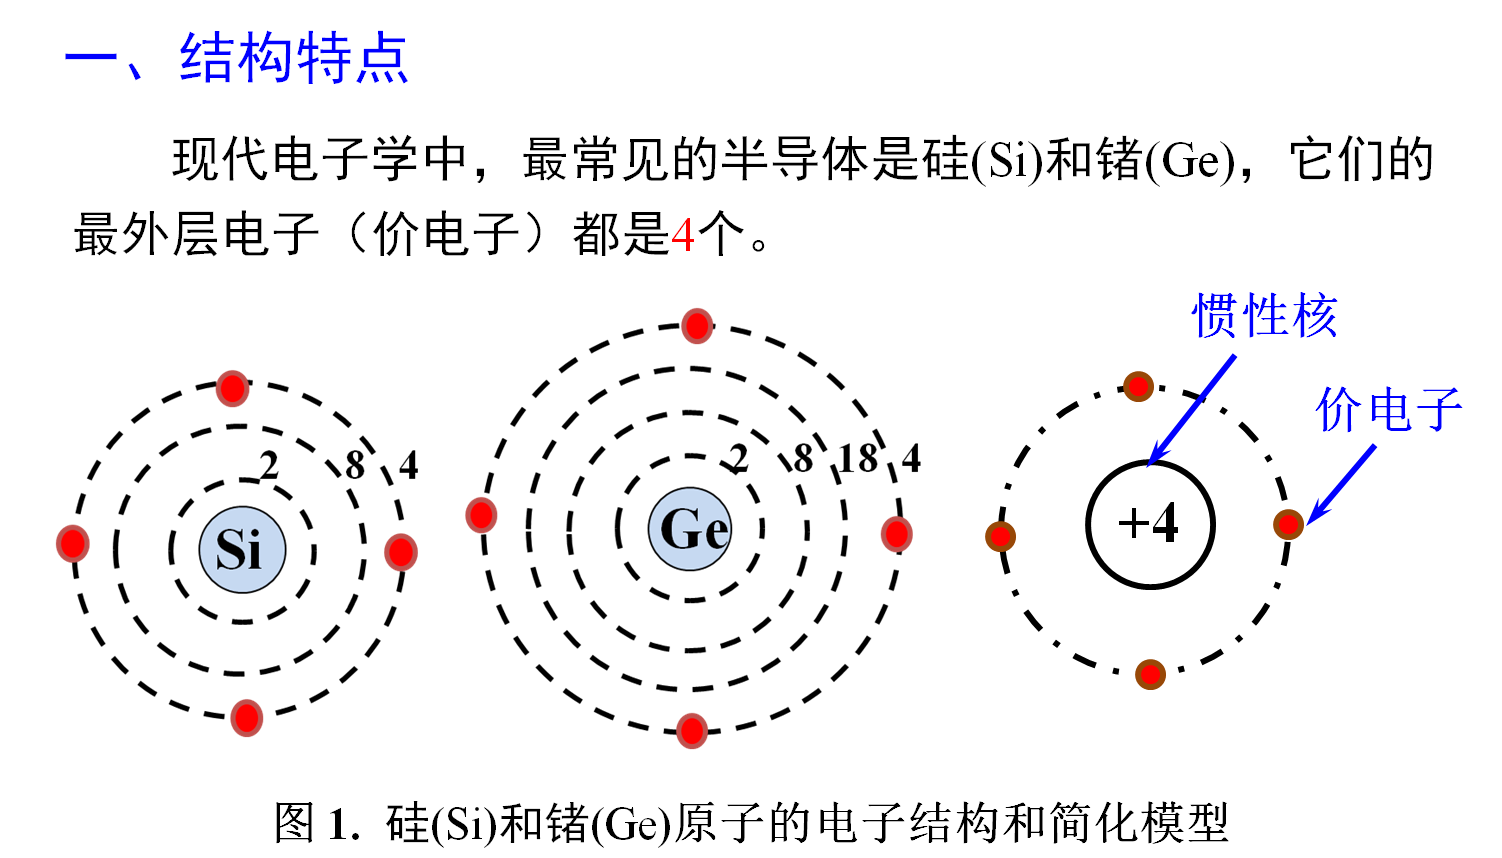 一、结构特点
现代电子学中，最常见的半导体是硅(Si)和锗(Ge)，它们的
最外层电子（价电子）都是4个。
惯性核
价电子
2 8 4
2 8 18 4
Si
Ge
+4
图 1. 硅(Si)和锗(Ge)原子的电子结构和简化模型